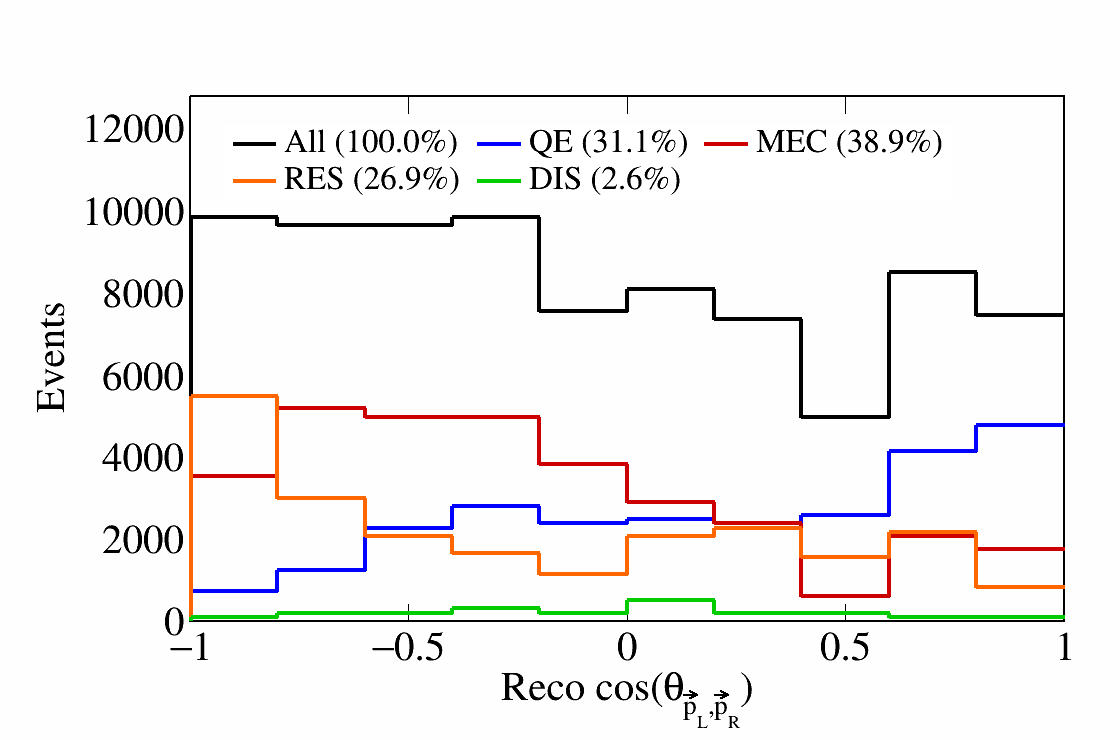 12000
10000
8000
6000
4000
2000
0
Events
All (100.0%) QE (31.1%) MEC (38.9%)
RES (26.9%) DIS (2.6%)
−1 −0.5 0 0.5 1
Reco cos(θ p⃗L,p⃗R)